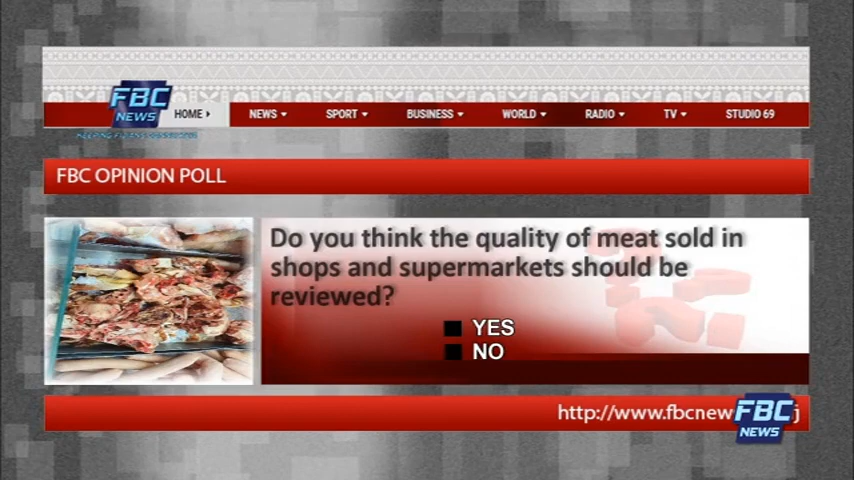 FBC
NEWS
HOME
NEWS
SPORT
BUSINESS
WORLD
RADIO
TV
STUDIO 69
FBC OPINION POLL
Do you think the quality of meat sold in
shops and supermarkets should be
reviewed?
YES
NO
http://www.fbcnew
j
FBC
NEWS